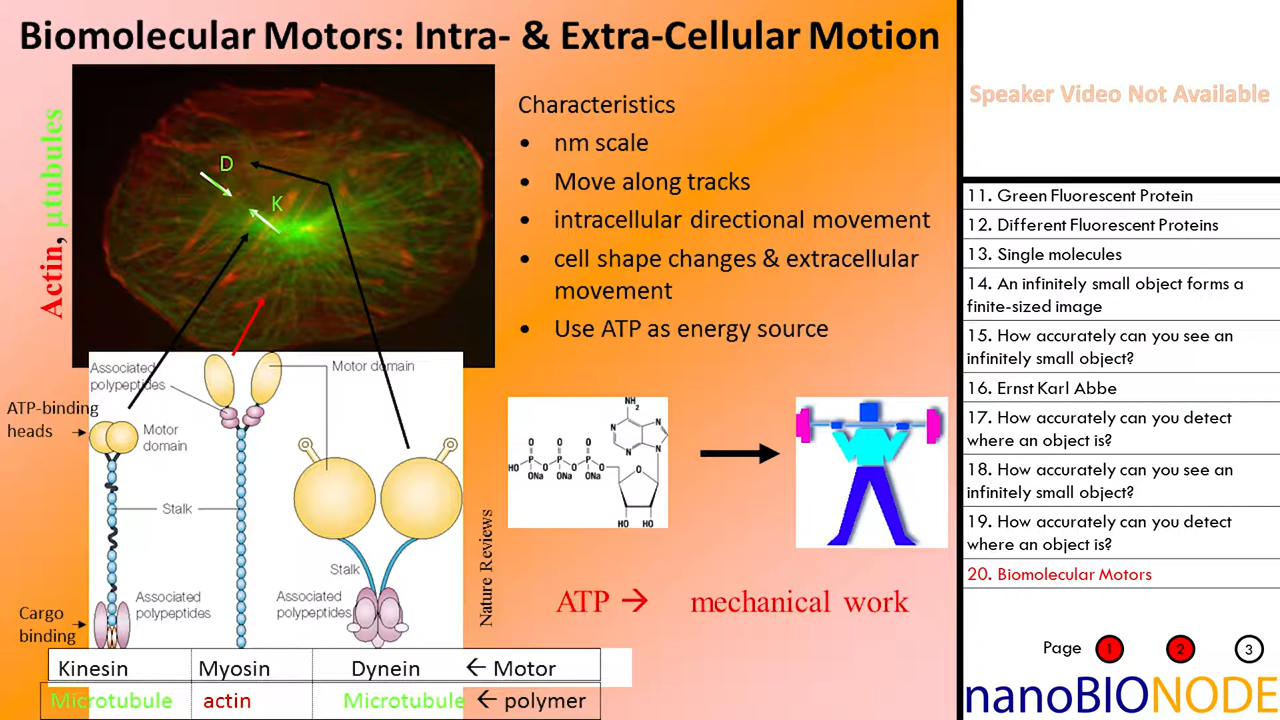 Biomolecular Motors: Intra- & Extra-Cellular Motion
Actin, µtubules
D
K
Characteristics
• nm scale
• Move along tracks
• intracellular directional movement
• cell shape changes & extracellular
movement
• Use ATP as energy source
Associated
polypeptides
Motor domain
ATP-binding
heads
Motor
domain
Stalk
Stalk
Cargo
binding
Associated
polypeptides
Associated
polypeptides
Nature Reviews
NH2
N
N
N
N
O
O
O
HO
P
O
P
O
P
O
ONa
ONa
ONa
O
HO
HO
ATP → mechanical work
Kinesin Myosin Dynein ← Motor
Microtubule actin Microtubule ← polymer
Speaker Video Not Available
11. Green Fluorescent Protein
12. Different Fluorescent Proteins
13. Single molecules
14. An infinitely small object forms a
finite-sized image
15. How accurately can you see an
infinitely small object?
16. Ernst Karl Abbe
17. How accurately can you detect
where an object is?
18. How accurately can you see an
infinitely small object?
19. How accurately can you detect
where an object is?
20. Biomolecular Motors
Page 1 2 3
nanoBIONODE